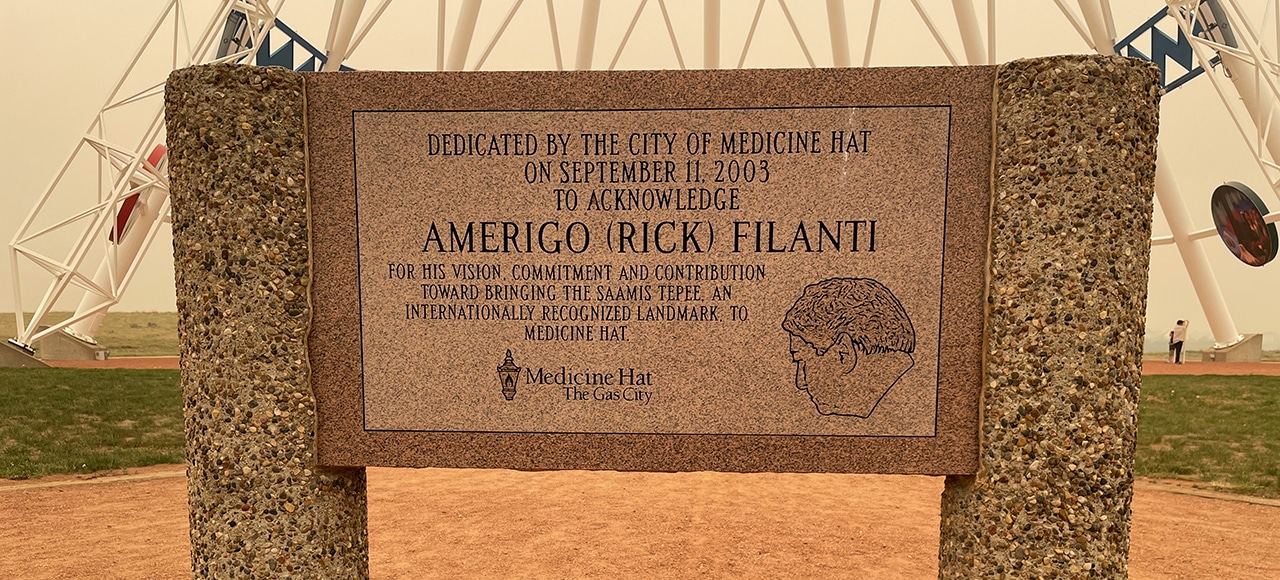 DEDICATED BY THE CITY OF MEDICINE HAT
ON SEPTEMBER 11, 2003
TO ACKNOWLEDGE
AMERIGO (RICK) FILANTI
FOR HIS VISION, COMMITMENT AND CONTRIBUTION
TOWARD BRINGING THE SAAMIS TEPEE, AN
INTERNATIONALLY RECOGNIZED LANDMARK, TO
MEDICINE HAT.
Medicine Hat
The Gas City